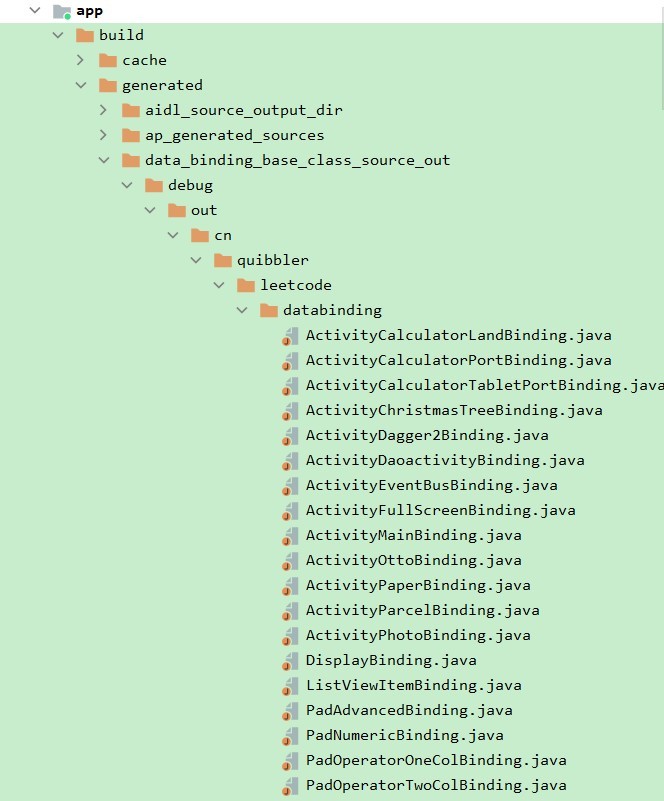 app
build
cache
generated
aidl_source_output_dir
ap_generated_sources
data_binding_base_class_source_out
debug
out
cn
quibbler
leetcode
databinding
ActivityCalculatorLandBinding.java
ActivityCalculatorPortBinding.java
ActivityCalculatorTabletPortBinding.java
ActivityChristmasTreeBinding.java
ActivityDagger2Binding.java
ActivityDaoactivityBinding.java
ActivityEventBusBinding.java
ActivityFullScreenBinding.java
ActivityMainBinding.java
ActivityOttoBinding.java
ActivityPaperBinding.java
ActivityParcelBinding.java
ActivityPhotoBinding.java
DisplayBinding.java
ListViewItemBinding.java
PadAdvancedBinding.java
PadNumericBinding.java
PadOperatorOneColBinding.java
PadOperatorTwoColBinding.java